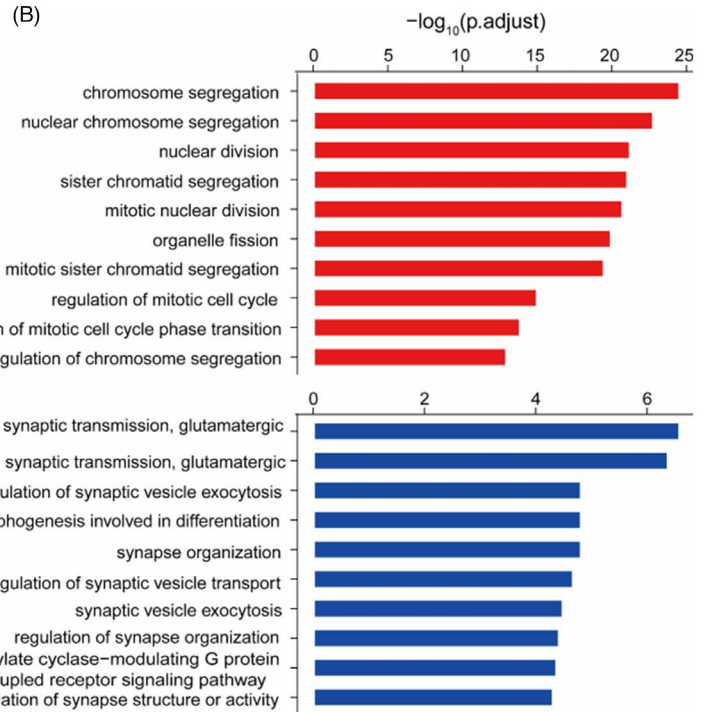 (B)
−log10(p.adjust)
0 5 10 15 20 25
chromosome segregation
nuclear chromosome segregation
nuclear division
sister chromatid segregation
mitotic nuclear division
organelle fission
mitotic sister chromatid segregation
regulation of mitotic cell cycle
n of mitotic cell cycle phase transition
gulation of chromosome segregation
0 2 4 6
synaptic transmission, glutamatergic
synaptic transmission, glutamatergic
ulation of synaptic vesicle exocytosis
phogenesis involved in differentiation
synapse organization
gulation of synaptic vesicle transport
synaptic vesicle exocytosis
regulation of synapse organization
ylate cyclase−modulating G protein
upled receptor signaling pathway
lation of synapse structure or activity